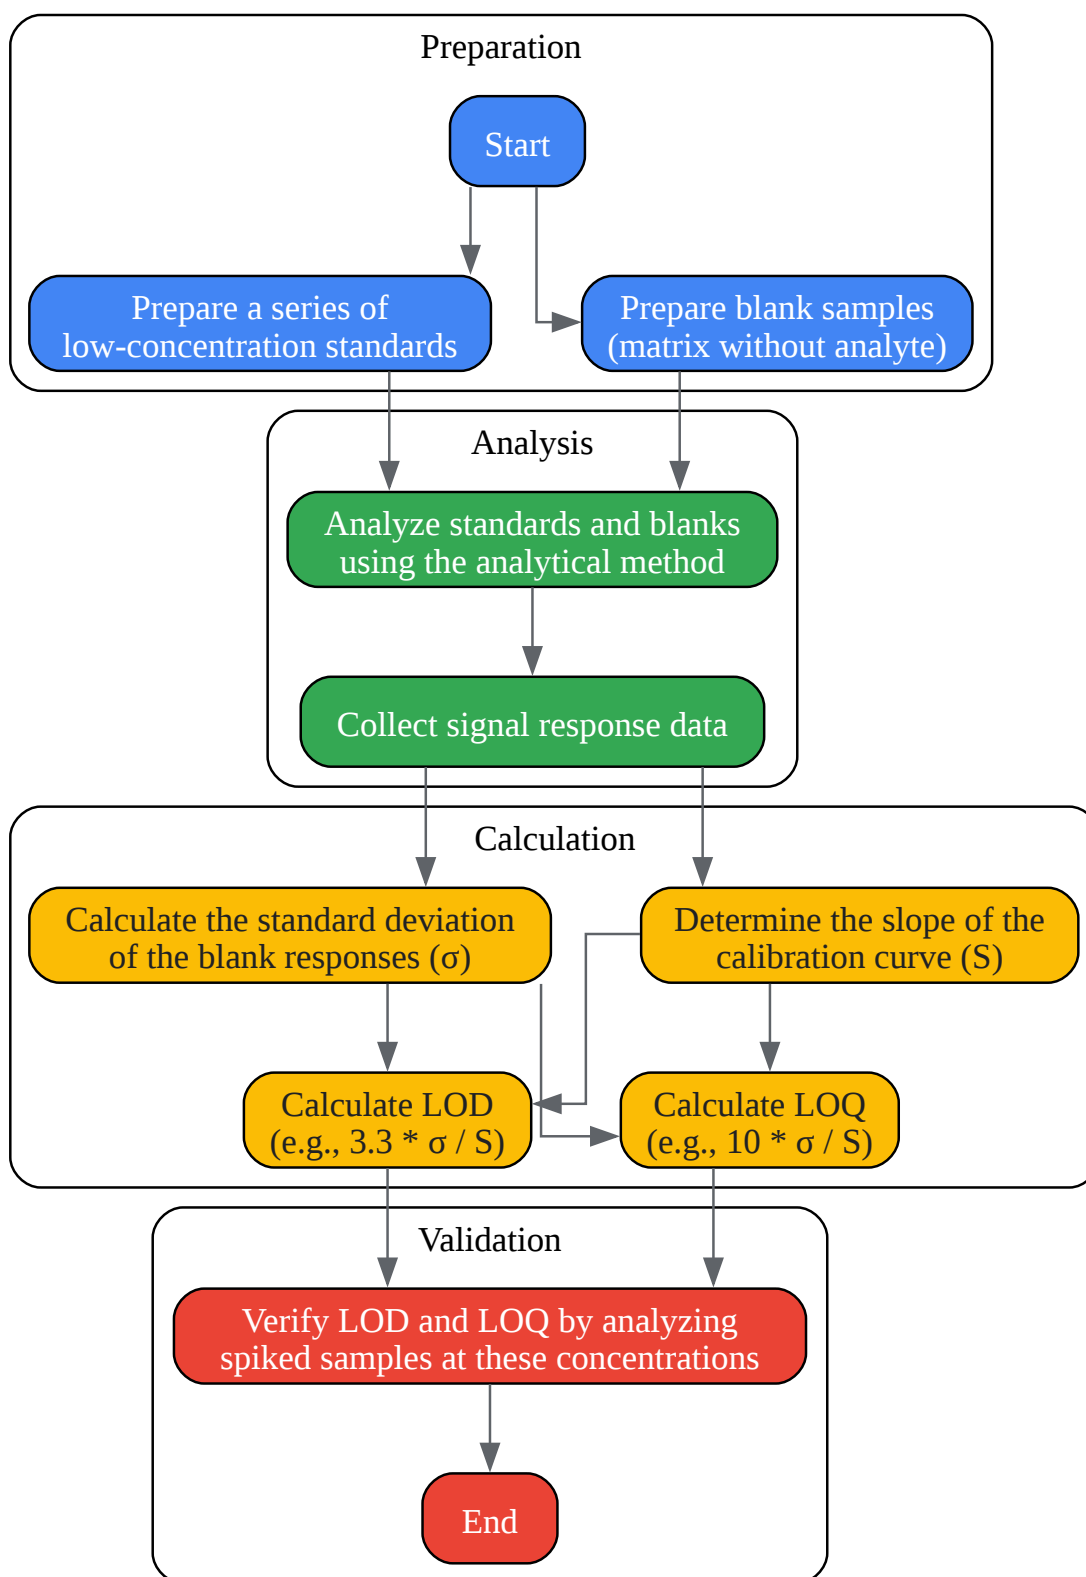 Preparation
Start
Prepare a series of
low-concentration standards
Prepare blank samples
(matrix without analyte)
Analysis
Analyze standards and blanks
using the analytical method
Collect signal response data
Calculation
Calculate the standard deviation
of the blank responses (σ)
Determine the slope of the
calibration curve (S)
Calculate LOD
(e.g., 3.3 * σ / S)
Calculate LOQ
(e.g., 10 * σ / S)
Validation
Verify LOD and LOQ by analyzing
spiked samples at these concentrations
End